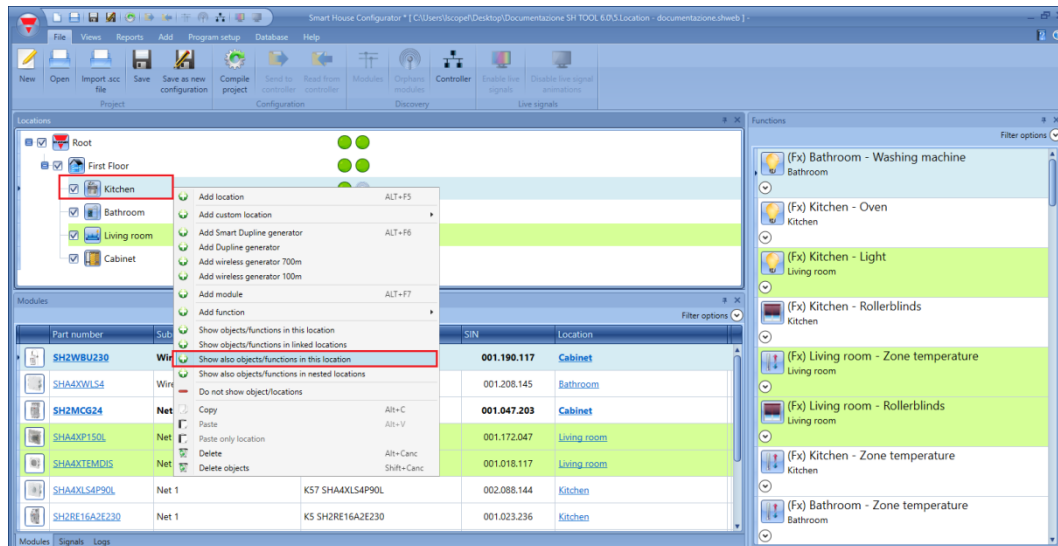 Smart House Configurator * [ C:\Users\lscopel\Desktop\Documentazione SH TOOL 6.0\5.Location - documentazione.shweb ] -
File Views Reports Add Program setup Database Help
New Open Import .scc file Save Save as new configuration Compile project Send to controller Read from controller Modules Orphans modules Controller Enable live signals Disable live signal animations
Project Configuration Discovery Live signals
Locations
Root
First Floor
Kitchen
Bathroom
Living room
Cabinet
Add location ALT+F5
Add custom location
Add Smart Dupline generator ALT+F6
Add Dupline generator
Add wireless generator 700m
Add wireless generator 100m
Add module ALT+F7
Add function
Show objects/functions in this location
Show objects/functions in linked locations
Show also objects/functions in this location
Show also objects/functions in nested locations
Do not show object/locations
Copy Alt+C
Paste Alt+V
Paste only location
Delete Alt+Canc
Delete objects Shift+Canc
Modules
Filter options
Part number SIN Location
SH2WBU230 001.190.117 Cabinet
SHA4XWLS4 001.208.145 Bathroom
SH2MCG24 Net 001.047.203 Cabinet
SHA4XP150L Net 001.172.047 Living room
SHA4XTEMDIS Net 001.018.117 Living room
SHA4XLS4P90L Net 1 K57 SHA4XLS4P90L 002.088.144 Kitchen
SH2RE16A2E230 Net 1 K5 SH2RE16A2E230 001.023.236 Kitchen
Modules Signals Logs
Functions
Filter options
(Fx) Bathroom - Washing machine
Bathroom
(Fx) Kitchen - Oven
Kitchen
(Fx) Kitchen - Light
Living room
(Fx) Kitchen - Rollerblinds
Kitchen
(Fx) Living room - Zone temperature
Living room
(Fx) Living room - Rollerblinds
Living room
(Fx) Kitchen - Zone temperature
Kitchen
(Fx) Bathroom - Zone temperature
Bathroom